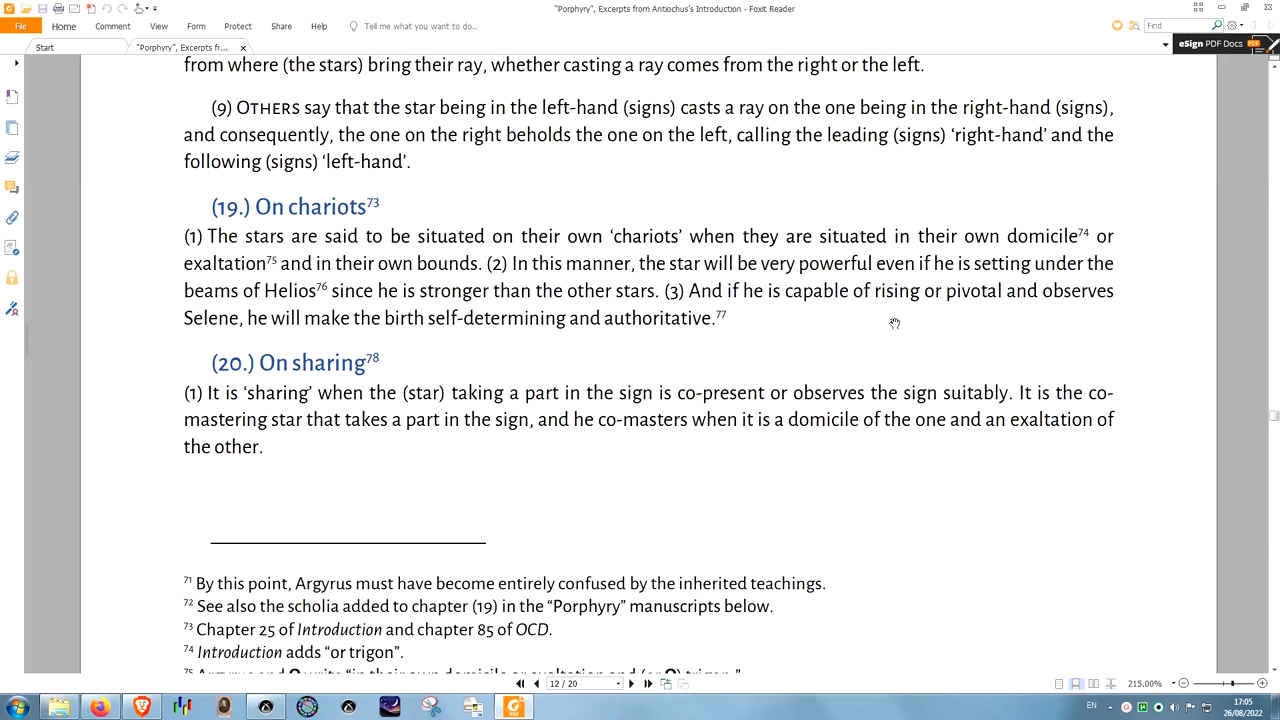 "Porphyry", Excerpts from Antiochus's Introduction - Foxit Reader
File Home Comment View Form Protect Share Help Tell me what you want to do.. Find
Start "Porphyry", Excerpts fr... eSign PDF Docs
from where (the stars) bring their ray, whether casting a ray comes from the right or the left.
(9) OTHERS say that the star being in the left-hand (signs) casts a ray on the one being in the right-hand (signs),
and consequently, the one on the right beholds the one on the left, calling the leading (signs) ‘right-hand’ and the
following (signs) ‘left-hand’.
(19.) On chariots73
(1) The stars are said to be situated on their own ‘chariots’ when they are situated in their own domicile74 or
exaltation75 and in their own bounds. (2) In this manner, the star will be very powerful even if he is setting under the
beams of Helios76 since he is stronger than the other stars. (3) And if he is capable of rising or pivotal and observes
Selene, he will make the birth self-determining and authoritative.77
(20.) On sharing78
(1) It is ‘sharing’ when the (star) taking a part in the sign is co-present or observes the sign suitably. It is the co-
mastering star that takes a part in the sign, and he co-masters when it is a domicile of the one and an exaltation of
the other.
71 By this point, Argyrus must have become entirely confused by the inherited teachings.
72 See also the scholia added to chapter (19) in the “Porphyry” manuscripts below.
73 Chapter 25 of Introduction and chapter 85 of OCD.
74 Introduction adds “or trigon”.
75 Argyrus and O write “in their own domicile or exaltation and (or O) trigon.”
12 / 20 215.00%
EN 17:05
26/08/2022